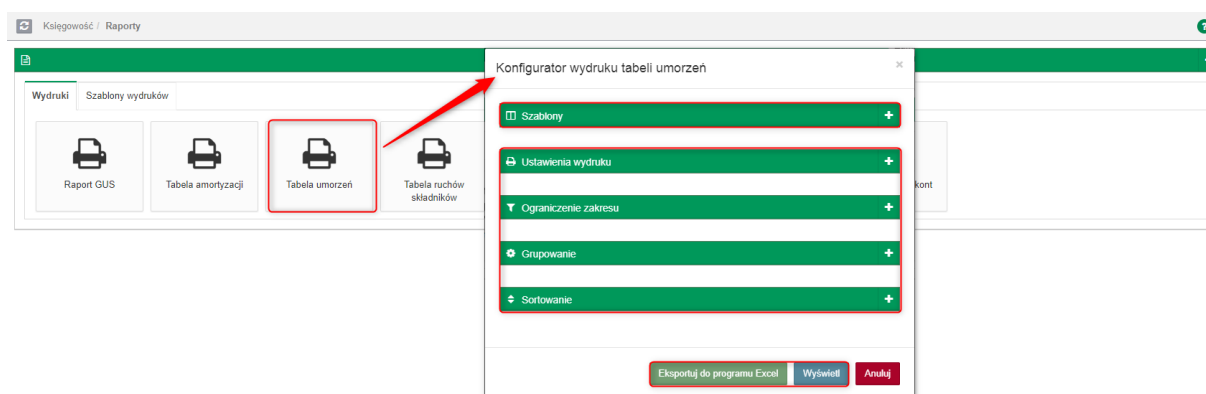 Księgowość / Raporty
Konfigurator wydruku tabeli umorzeń
×
Wydruki
Szablony wydruków
Szablony
Ustawienia wydruku
Raport GUS
Tabela amortyzacji
Tabela umorzeń
Tabela ruchów
składników
kont
Ograniczenie zakresu
Grupowanie
Sortowanie
Eksportuj do programu Excel
Wyświetl
Anuluj